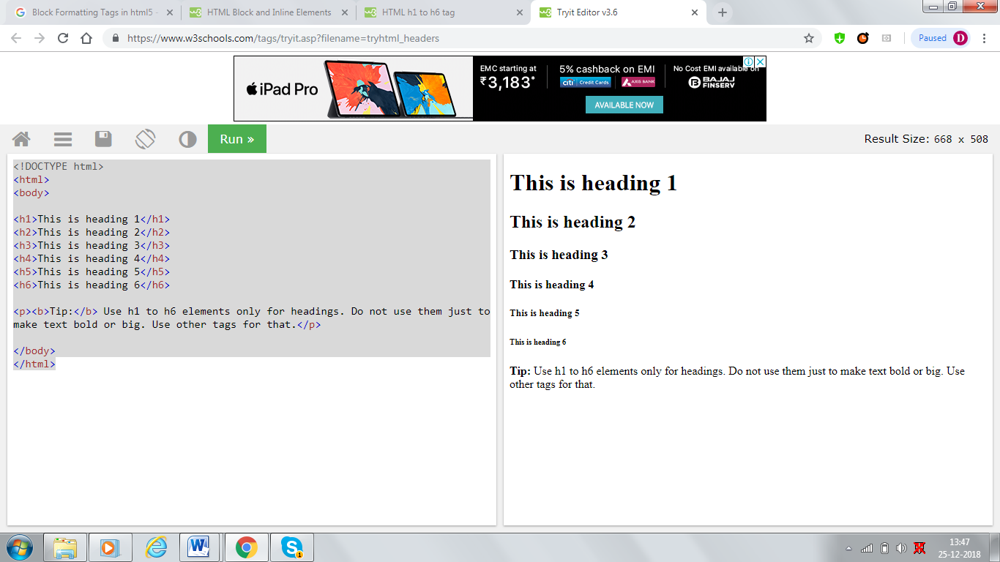 Block Formatting Tags in html5 -
HTML Block and Inline Elements
HTML h1 to h6 tag
Tryit Editor v3.6
https://www.w3schools.com/tags/tryit.asp?filename=tryhtml_headers
Paused D
iPad Pro
EMC starting at
₹3,183*
5% cashback on EMI
citi Credit Cards
AXIS BANK
No Cost EMI available on
BAJAJ
FINSERV
AVAILABLE NOW
Run »
Result Size: 668 x 508
<!DOCTYPE html>
<html>
<body>
<h1>This is heading 1</h1>
<h2>This is heading 2</h2>
<h3>This is heading 3</h3>
<h4>This is heading 4</h4>
<h5>This is heading 5</h5>
<h6>This is heading 6</h6>
<p><b>Tip:</b> Use h1 to h6 elements only for headings. Do not use them just to
make text bold or big. Use other tags for that.</p>
</body>
</html>
This is heading 1
This is heading 2
This is heading 3
This is heading 4
This is heading 5
This is heading 6
Tip: Use h1 to h6 elements only for headings. Do not use them just to make text bold or big. Use
other tags for that.
13:47
25-12-2018